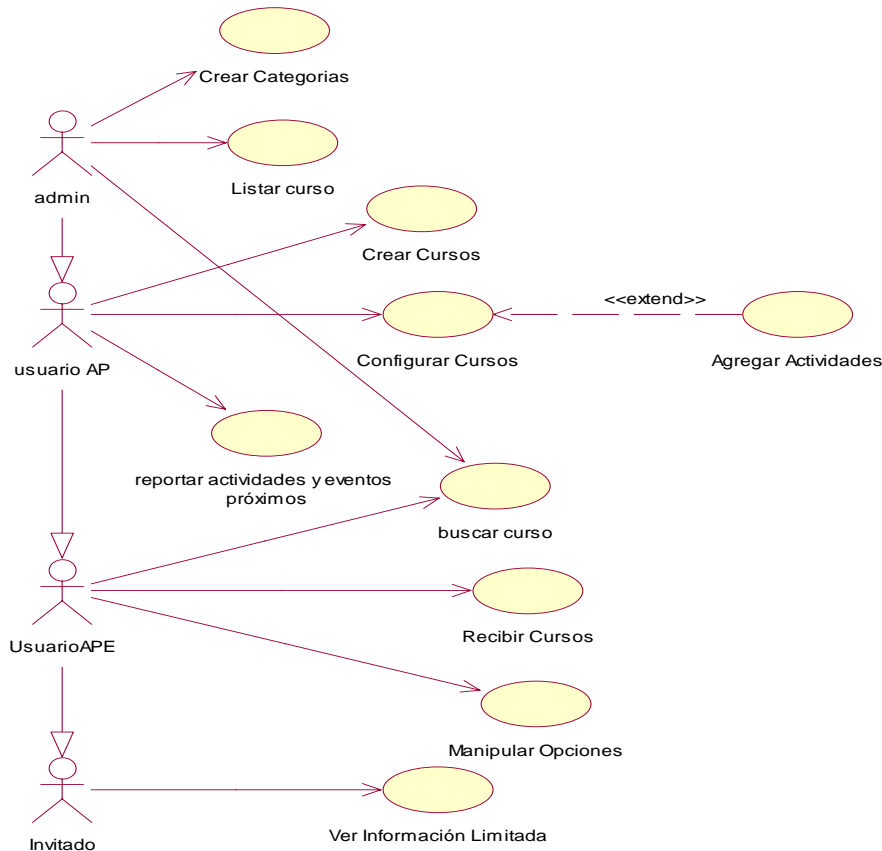 Crear Categorias
admin
Listar curso
Crear Cursos
usuario AP
Configurar Cursos
<<extend>>
Agregar Actividades
reportar actividades y eventos
próximos
buscar curso
UsuarioAPE
Recibir Cursos
Manipular Opciones
Invitado
Ver Información Limitada